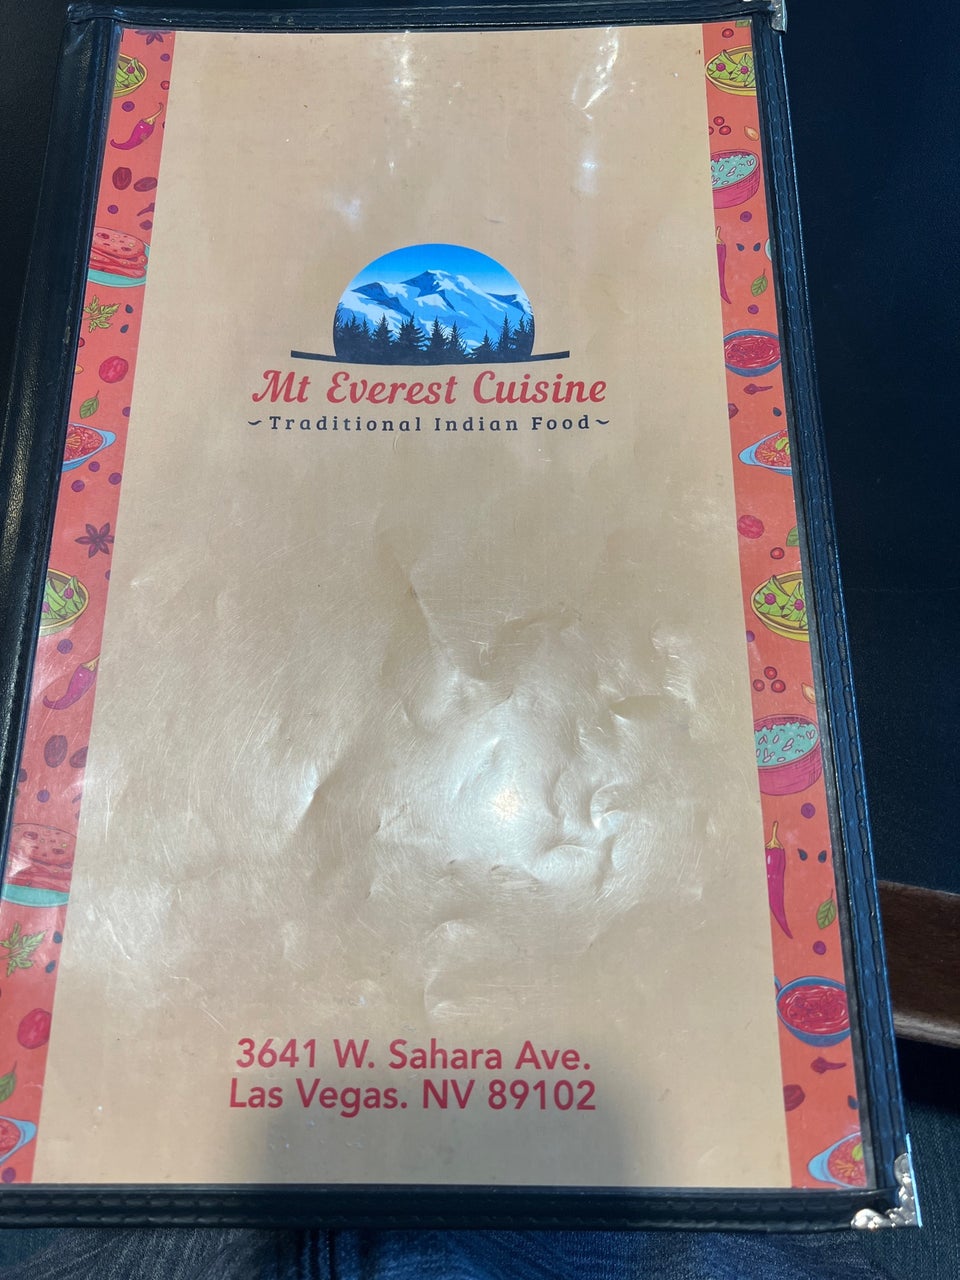 Mt Everest Cuisine
~Traditional Indian Food~
3641 W. Sahara Ave.
Las Vegas. NV 89102